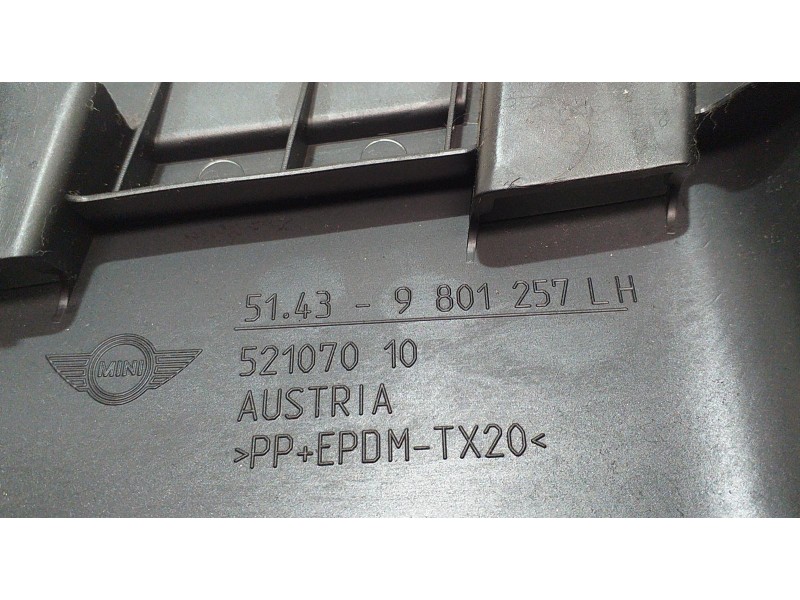 51.43 - 9 801 257 LH
MINI
521070 10
AUSTRIA
>PP+EPDM-TX20<